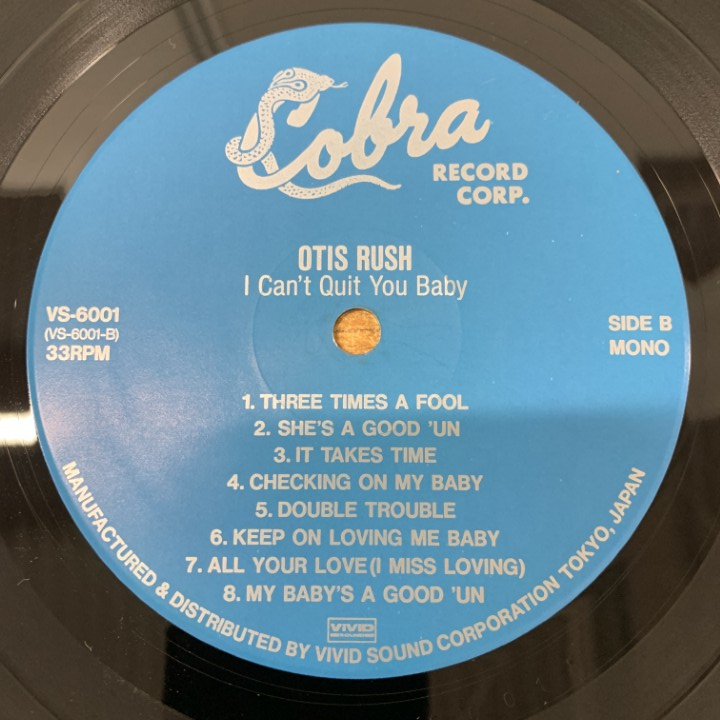 Cobra
RECORD
CORP.
OTIS RUSH
I Can't Quit You Baby
VS-6001
(VS-6001-B)
33RPM
SIDE B
MONO
1. THREE TIMES A FOOL
2. SHE'S A GOOD 'UN
3. IT TAKES TIME
4. CHECKING ON MY BABY
5. DOUBLE TROUBLE
6. KEEP ON LOVING ME BABY
7. ALL YOUR LOVE (I MISS LOVING)
8. MY BABY'S A GOOD 'UN
VIVID
MANUFACTURED & DISTRIBUTED BY VIVID SOUND CORPORATION TOKYO, JAPAN